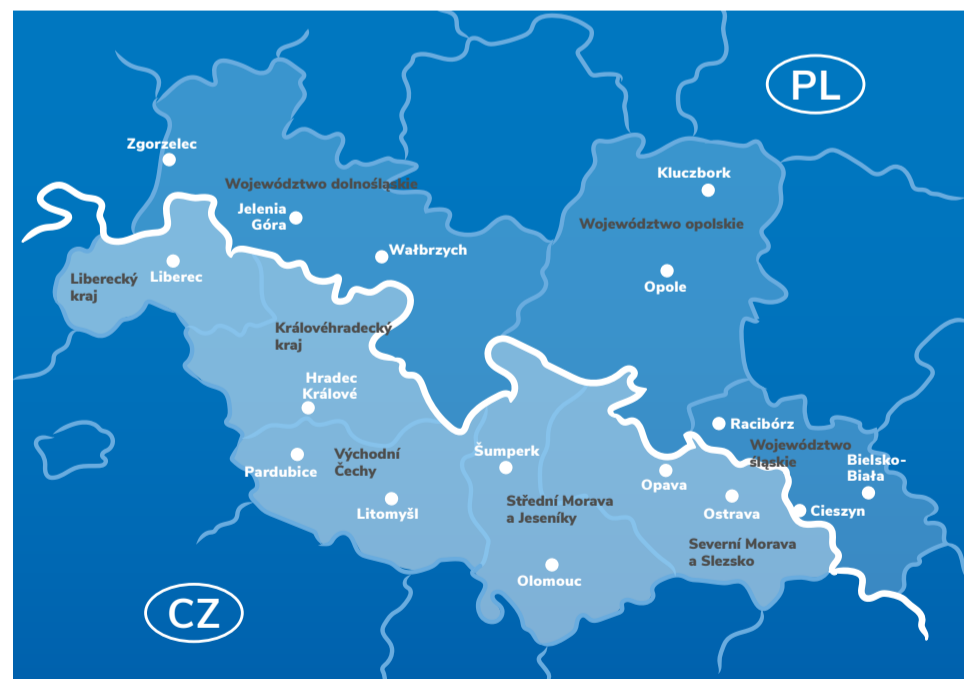 PL
Zgorzelec
Kluczbork
Województwo dolnośląskie
Jelenia
Góra
Województwo opolskie
Wałbrzych
Liberec
Liberecký
kraj
Opole
Královéhradecký
kraj
Hradec
Králové
Racibórz
Województwo
śląskie
Východní
Čechy
Šumperk
Bielsko-
Biała
Pardubice
Opava
Litomyšl
Střední Morava
a Jeseníky
Ostrava
Cieszyn
Severní Morava
a Slezsko
Olomouc
CZ